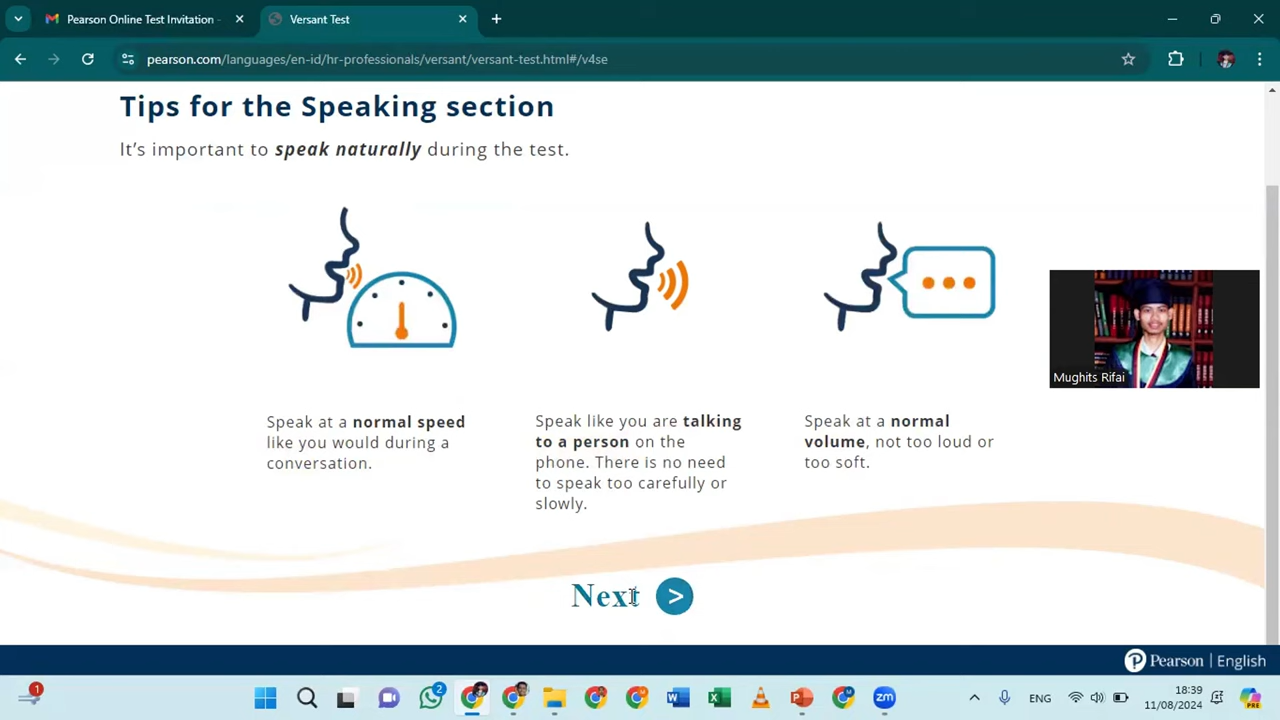 Pearson Online Test Invitation -
Versant Test
pearson.com/languages/en-id/hr-professionals/versant/versant-test.html#/v4se
Tips for the Speaking section
It's important to speak naturally during the test.
Mughits Rifai
Speak at a normal speed
like you would during a
conversation.
Speak like you are talking
to a person on the
phone. There is no need
to speak too carefully or
slowly.
Speak at a normal
volume, not too loud or
too soft.
Next >
Pearson | English
1
2
W
X
P
zm
ENG
18:39
11/08/2024
PRE